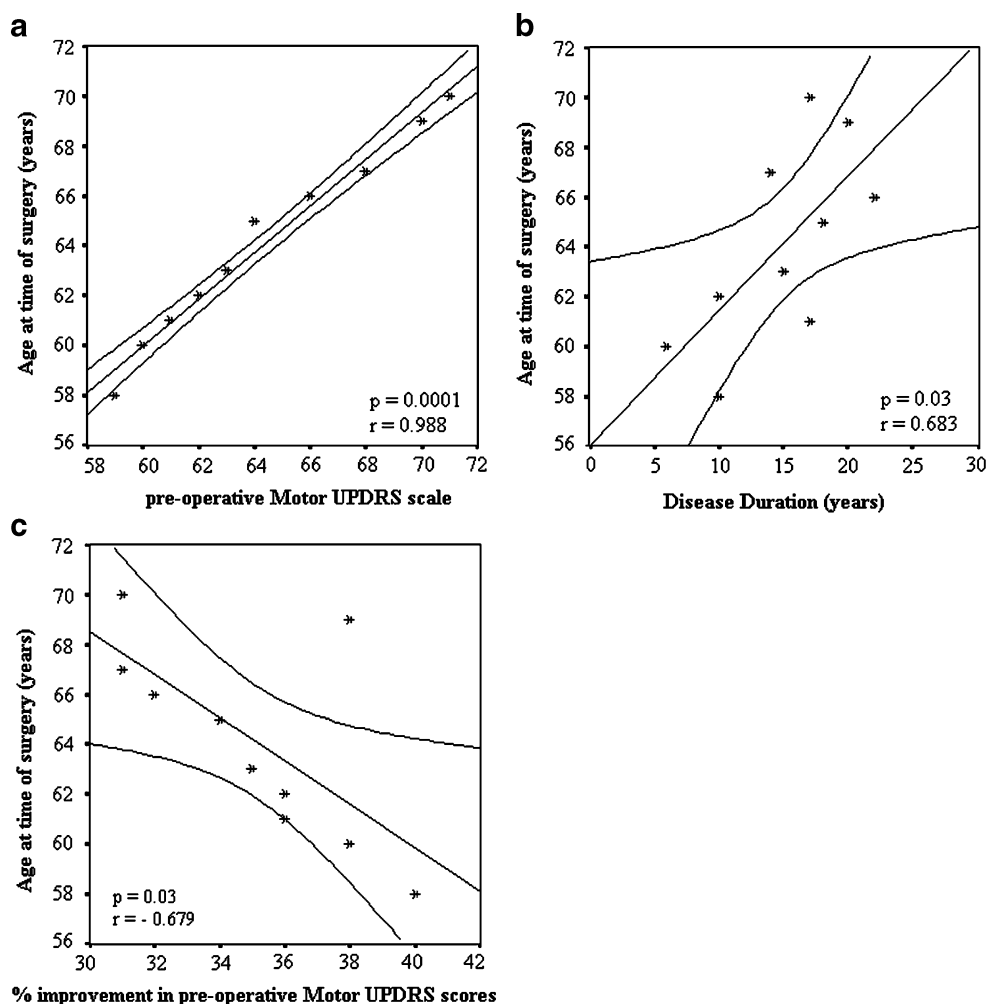 a
Age at time of surgery (years)
72
70
68
66
64
62
60
58
56
p = 0.0001
r = 0.988
58 60 62 64 66 68 70 72
pre-operative Motor UPDRS scale
b
Age at time of surgery (years)
72
70
68
66
64
62
60
58
56
p = 0.03
r = 0.683
0 5 10 15 20 25 30
Disease Duration (years)
c
Age at time of surgery (years)
72
70
68
66
64
62
60
58
56
p = 0.03
r = - 0.679
30 32 34 36 38 40 42
% improvement in pre-operative Motor UPDRS scores